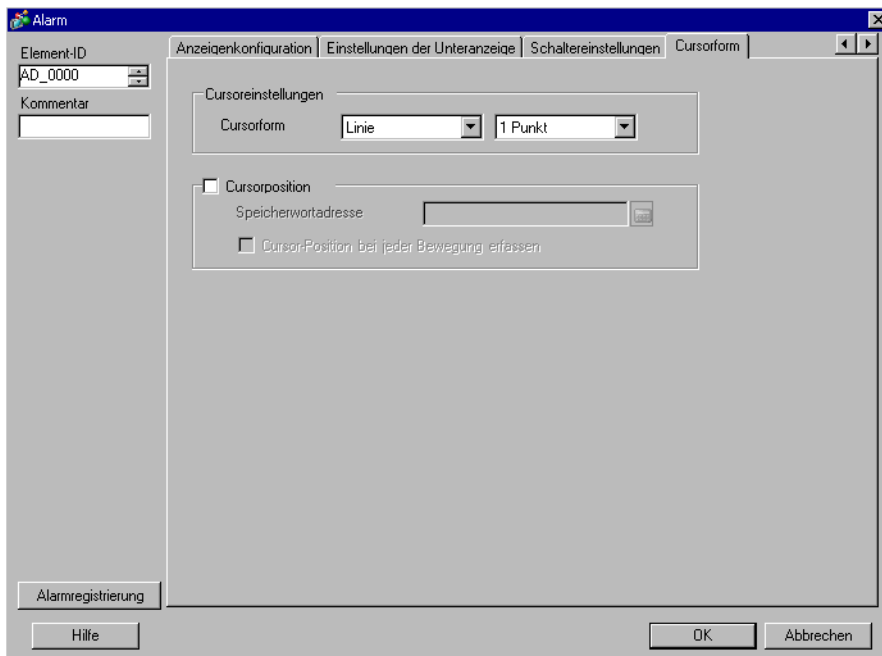 Alarm
Element-ID
AD_0000
Kommentar
Anzeigenkonfiguration
Einstellungen der Unteranzeige
Schaltereinstellungen
Cursorform
Cursoreinstellungen
Cursorform
Linie
1 Punkt
Cursorposition
Speicherwortadresse
Cursor-Position bei jeder Bewegung erfassen
Alarmregistrierung
Hilfe
OK
Abbrechen